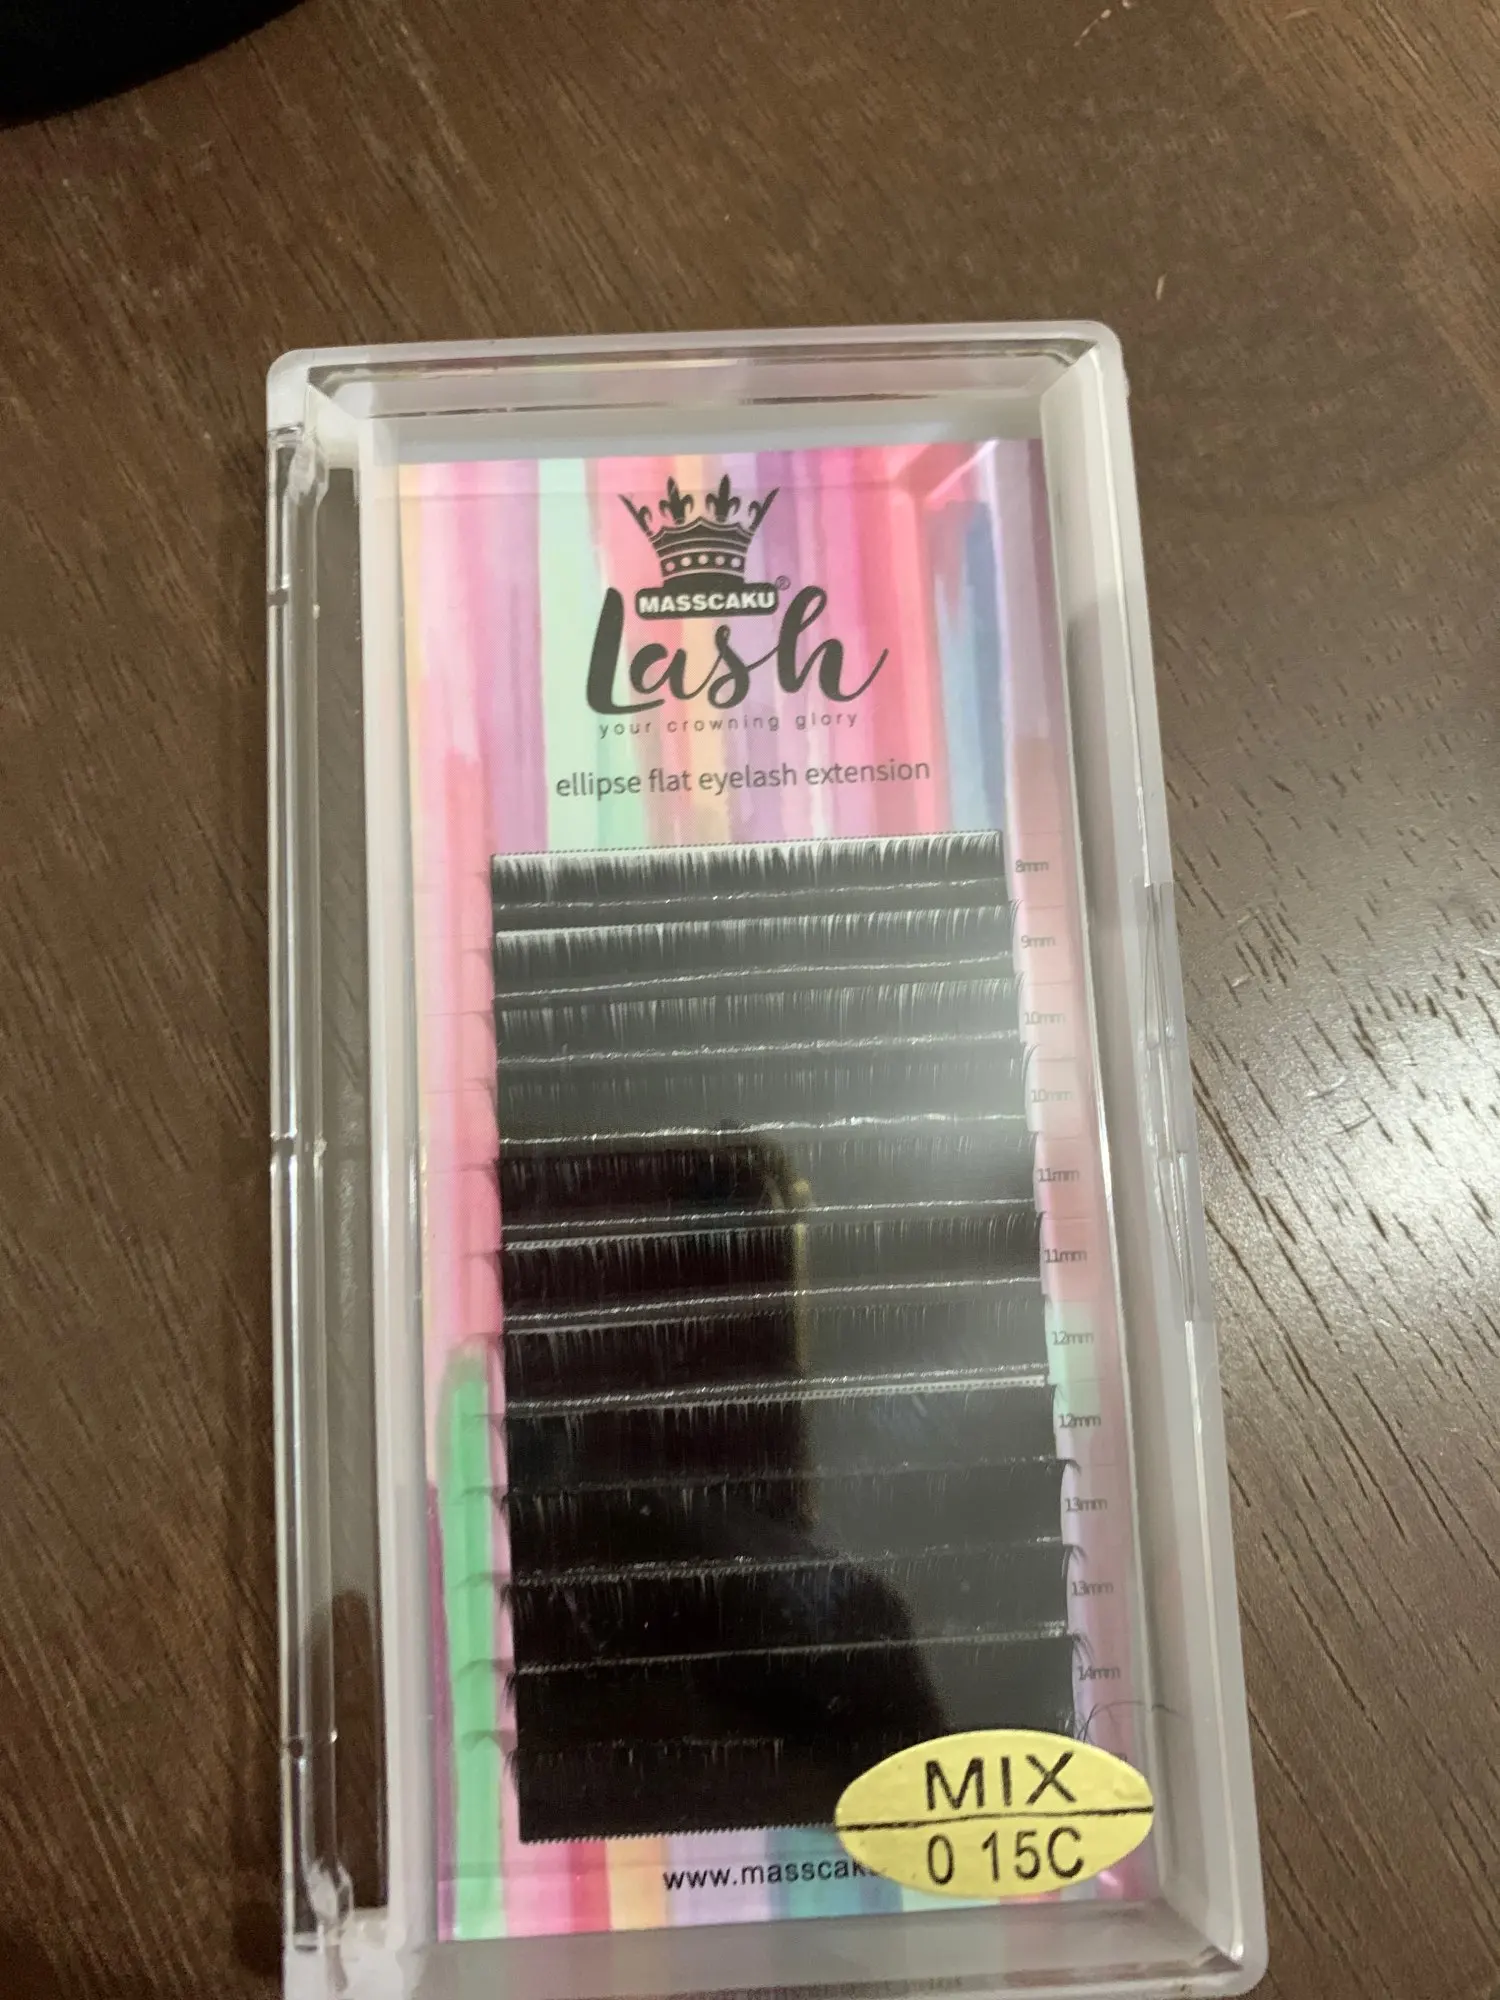 MASSCAKU®
Lash
your crowning glory
ellipse flat eyelash extension
8mm
9mm
10mm
10mm
11mm
11mm
12mm
12mm
13mm
13mm
14mm
MIX
0 15C
www.masscak